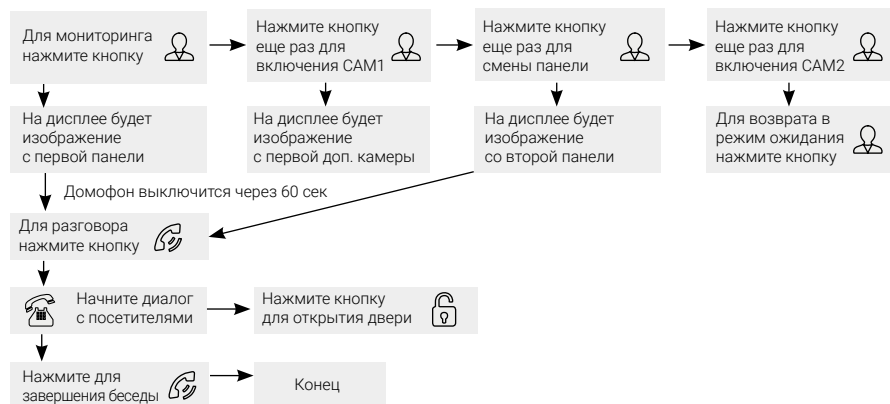 Для мониторинга
нажмите кнопку
Нажмите кнопку
еще раз для
включения CAM1
Нажмите кнопку
еще раз для
смены панели
Нажмите кнопку
еще раз для
включения CAM2
На дисплее будет
изображение
с первой панели
На дисплее будет
изображение
с первой доп. камеры
На дисплее будет
изображение
со второй панели
Для возврата в
режим ожидания
нажмите кнопку
Домофон выключится через 60 сек
Для разговора
нажмите кнопку
Начните диалог
с посетителями
Нажмите кнопку
для открытия двери
Нажмите для
завершения беседы
Конец